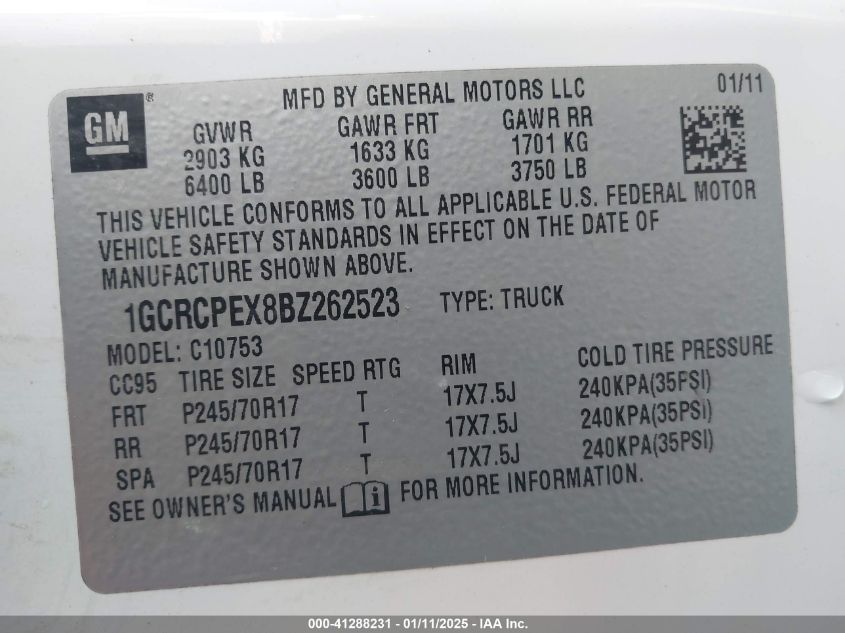 GM®
MFD BY GENERAL MOTORS LLC 01/11
GVWR GAWR FRT GAWR RR
2903 KG 1633 KG 1701 KG
6400 LB 3600 LB 3750 LB
THIS VEHICLE CONFORMS TO ALL APPLICABLE U.S. FEDERAL MOTOR
VEHICLE SAFETY STANDARDS IN EFFECT ON THE DATE OF
MANUFACTURE SHOWN ABOVE.
1GCRCPEX8BZ262523 TYPE: TRUCK
MODEL: C10753
CC95 TIRE SIZE SPEED RTG RIM COLD TIRE PRESSURE
FRT P245/70R17 T 17X7.5J 240KPA(35PSI)
RR P245/70R17 T 17X7.5J 240KPA(35PSI)
SPA P245/70R17 T 17X7.5J 240KPA(35PSI)
SEE OWNER'S MANUAL i FOR MORE INFORMATION.
000-41288231 - 01/11/2025 - IAA Inc.